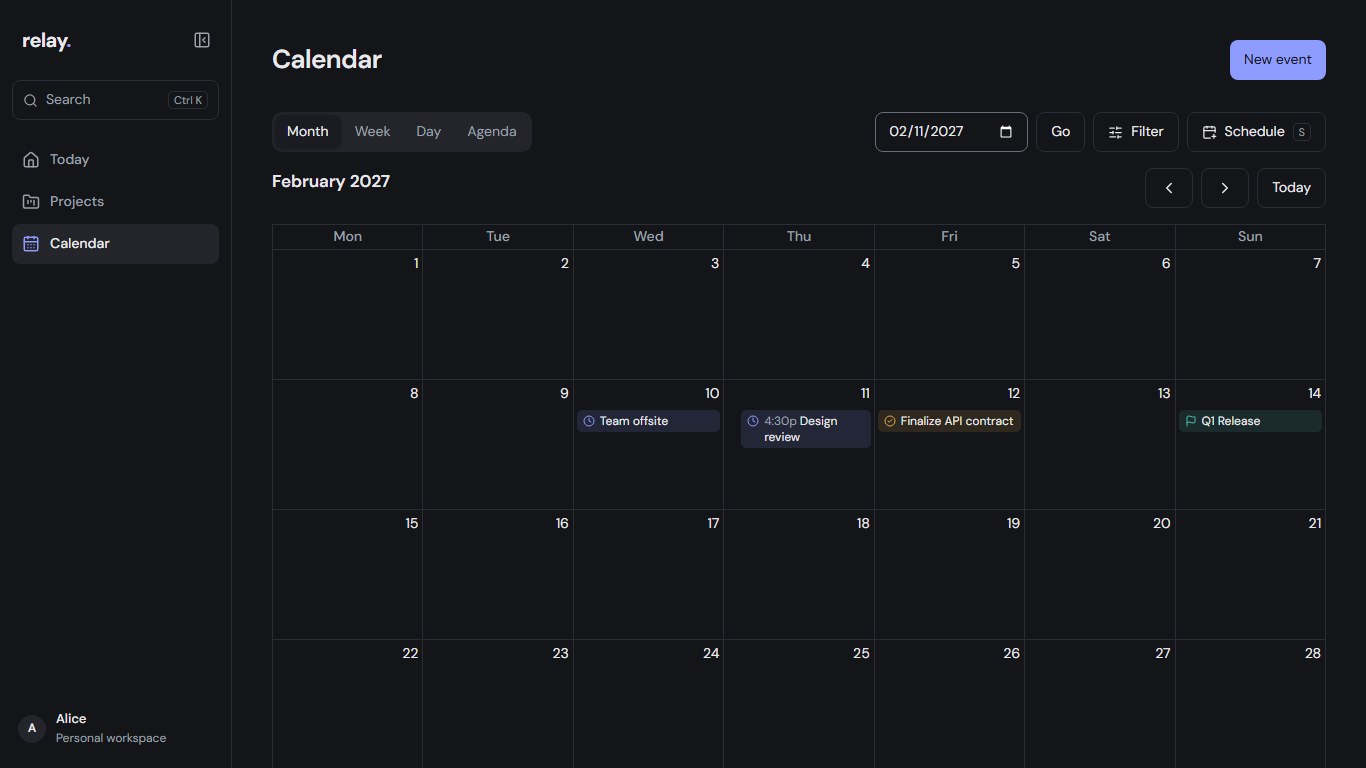 relay.
Search Ctrl K
Today
Projects
Calendar
A
Alice
Personal workspace
Calendar
New event
Month Week Day Agenda
02/11/2027 Go Filter Schedule S
February 2027
Today
Mon Tue Wed Thu Fri Sat Sun
1 2 3 4 5 6 7
8 9 10 11 12 13 14
Team offsite
4:30p Design
review
Finalize API contract
Q1 Release
15 16 17 18 19 20 21
22 23 24 25 26 27 28